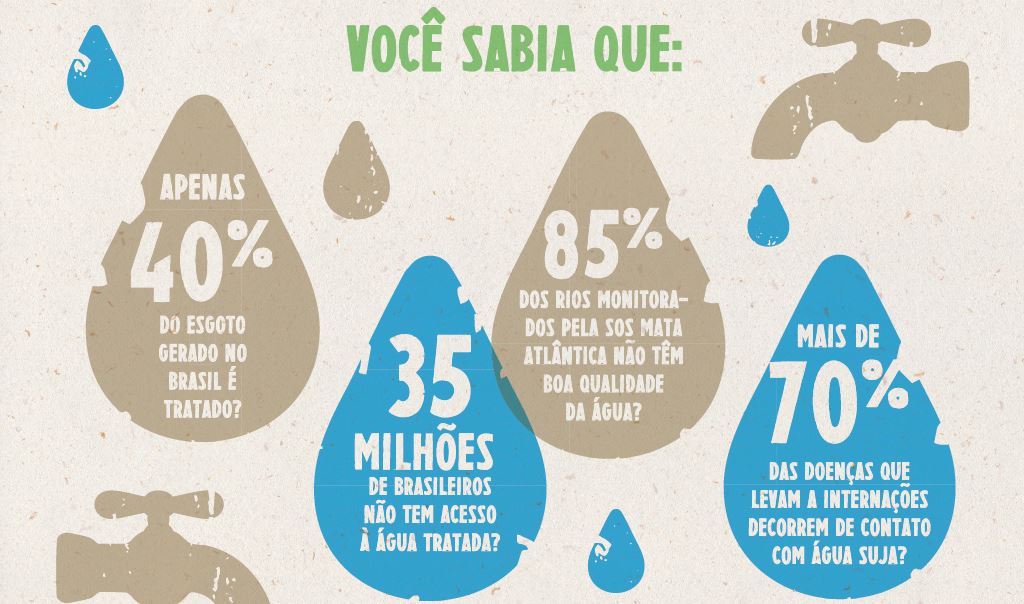 VOCÊ SABIA QUE:
APENAS
40%
DO ESGOTO
GERADO NO
BRASIL É
TRATADO?
35
MILHÕES
DE BRASILEIROS
NÃO TEM ACESSO
À ÁGUA TRATADA?
85%
DOS RIOS MONITORA-
DOS PELA SOS MATA
ATLÂNTICA NÃO TÊM
BOA QUALIDADE
DA ÁGUA?
MAIS DE
70%
DAS DOENÇAS QUE
LEVAM A INTERNAÇÕES
DECORREM DE CONTATO
COM ÁGUA SUJA?